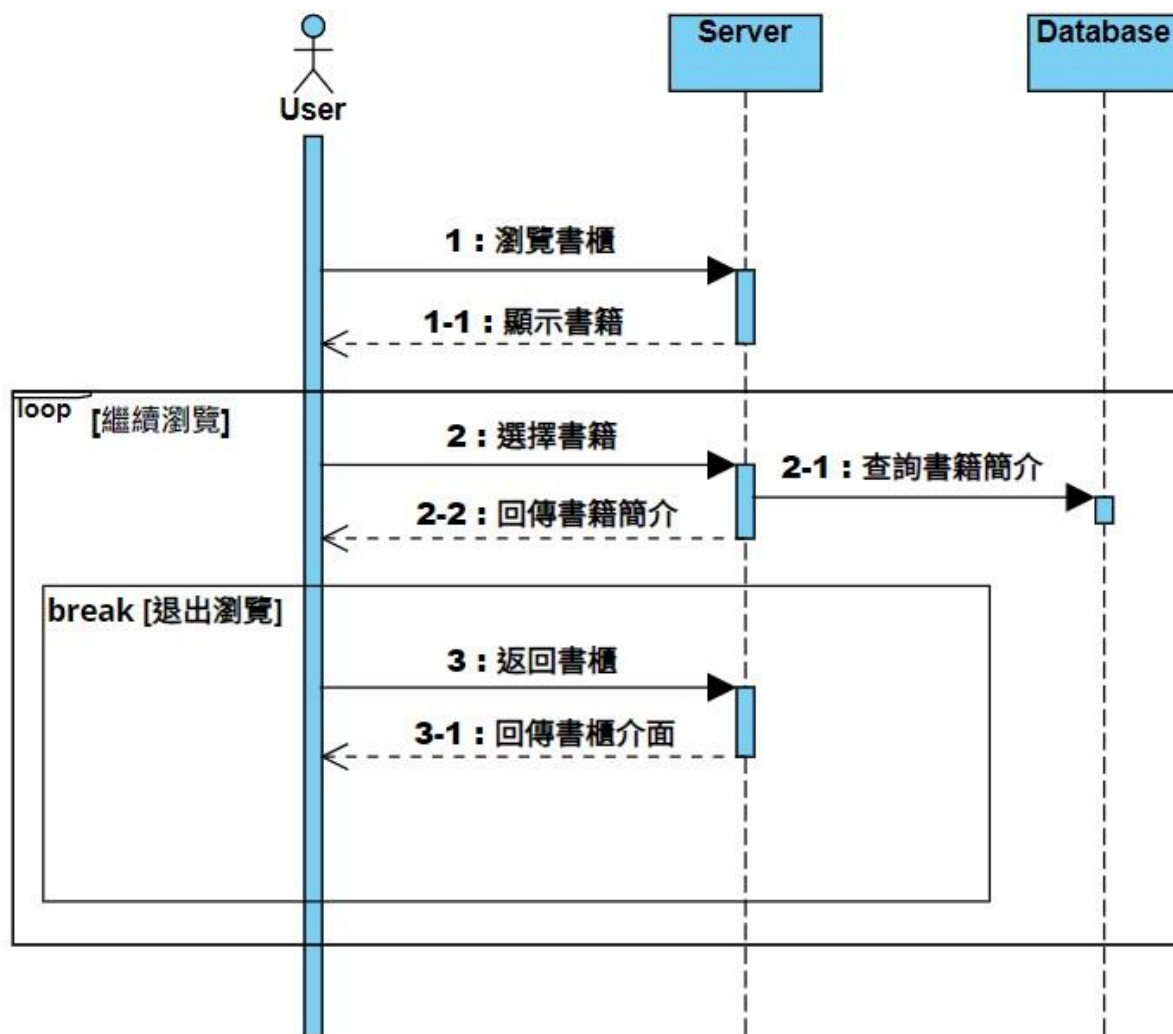 User
Server
Database
1：瀏覽書櫃
1-1：顯示書籍
loop [繼續瀏覽]
2：選擇書籍
2-1：查詢書籍簡介
2-2：回傳書籍簡介
break [退出瀏覽]
3：返回書櫃
3-1：回傳書櫃介面